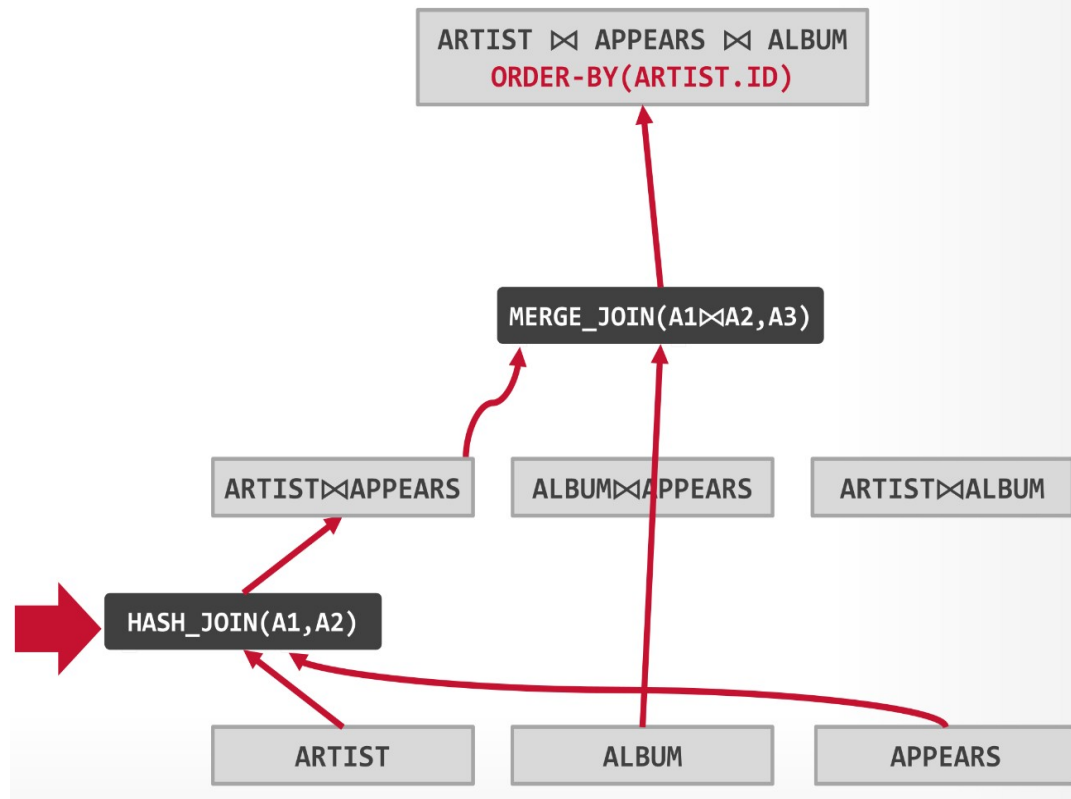 ARTIST ⋈ APPEARS ⋈ ALBUM
ORDER-BY(ARTIST.ID)
MERGE_JOIN(A1⋈A2,A3)
ARTIST⋈APPEARS
ALBUM⋈APPEARS
ARTIST⋈ALBUM
HASH_JOIN(A1,A2)
ARTIST
ALBUM
APPEARS